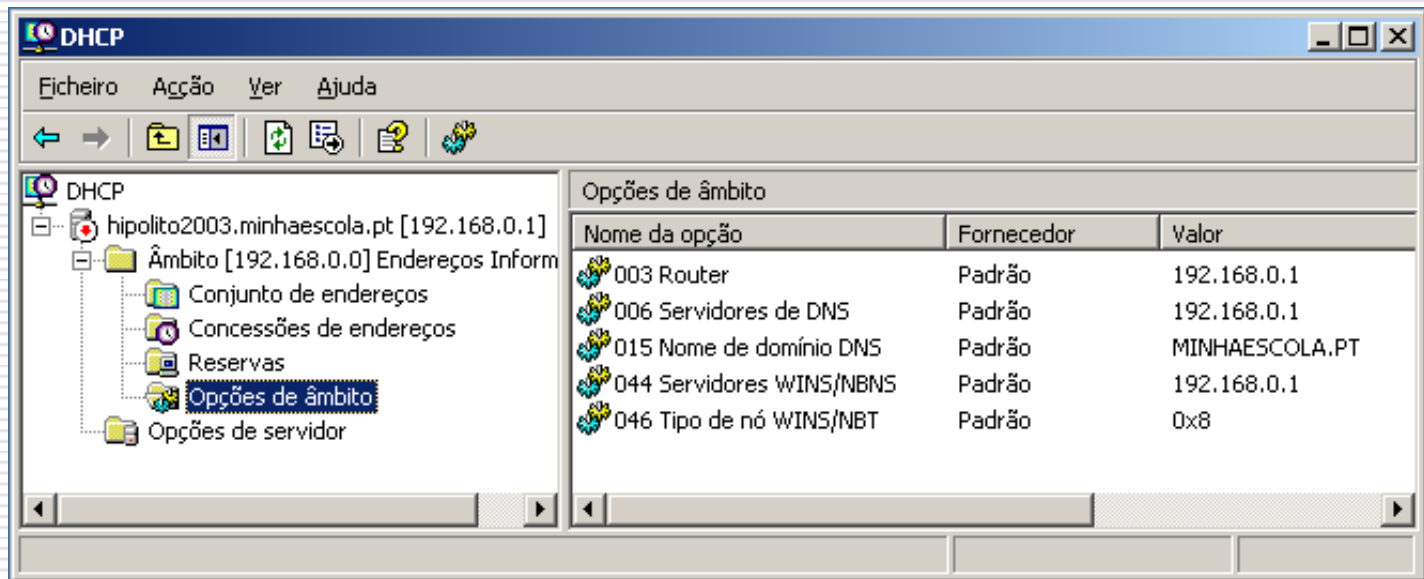 DHCP
Ficheiro Acção Ver Ajuda
DHCP
hipolito2003.minhaescola.pt [192.168.0.1]
Âmbito [192.168.0.0] Endereços Inform
Conjunto de endereços
Concessões de endereços
Reservas
Opções de âmbito
Opções de servidor
Opções de âmbito
Nome da opção Fornecedor Valor
003 Router Padrão 192.168.0.1
006 Servidores de DNS Padrão 192.168.0.1
015 Nome de domínio DNS Padrão MINHAESCOLA.PT
044 Servidores WINS/NBNS Padrão 192.168.0.1
046 Tipo de nó WINS/NBT Padrão 0x8